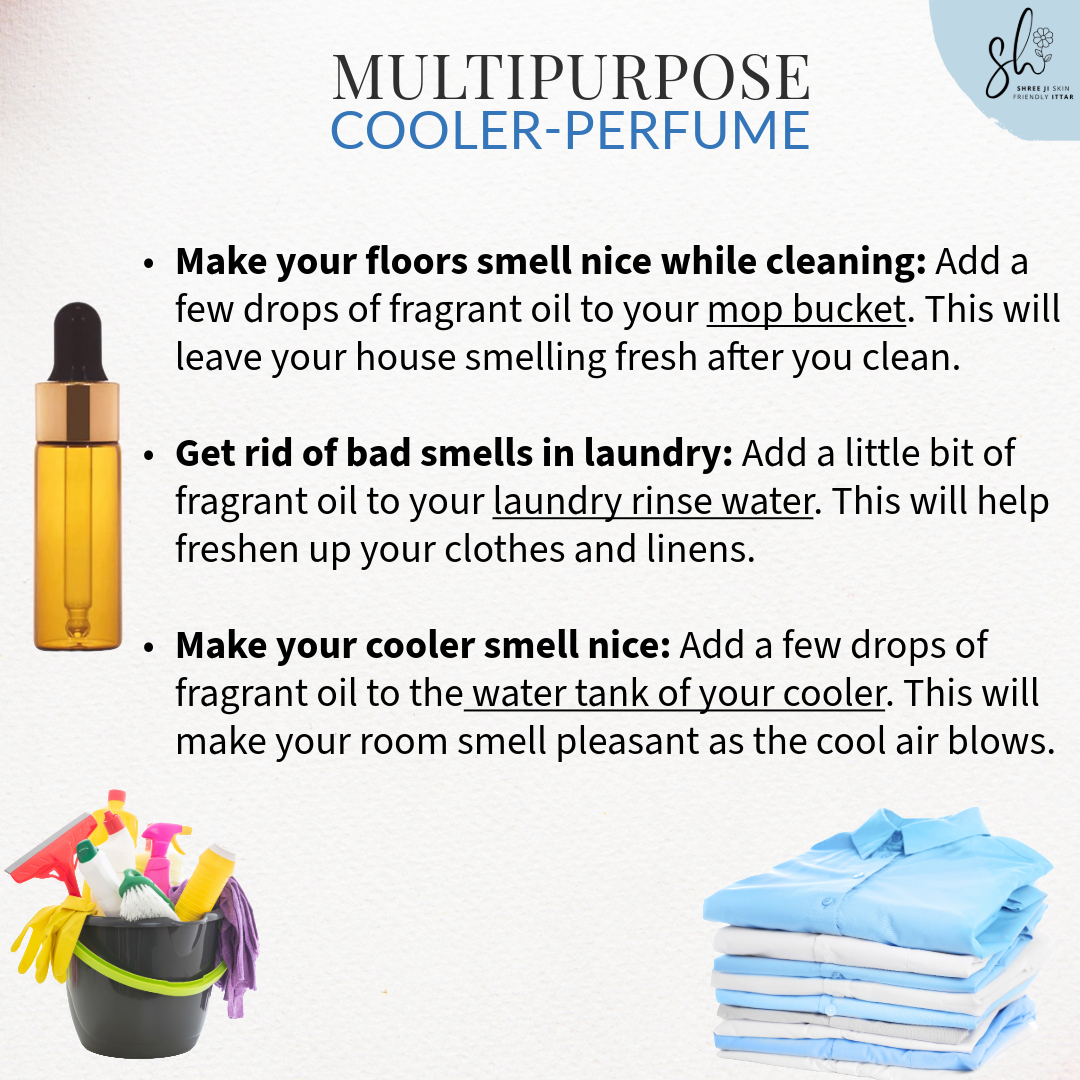 sh
SHREE JI SKIN
FRIENDLY ITTAR
MULTIPURPOSE
COOLER-PERFUME
• Make your floors smell nice while cleaning: Add a
few drops of fragrant oil to your mop bucket. This will
leave your house smelling fresh after you clean.
• Get rid of bad smells in laundry: Add a little bit of
fragrant oil to your laundry rinse water. This will help
freshen up your clothes and linens.
• Make your cooler smell nice: Add a few drops of
fragrant oil to the water tank of your cooler. This will
make your room smell pleasant as the cool air blows.